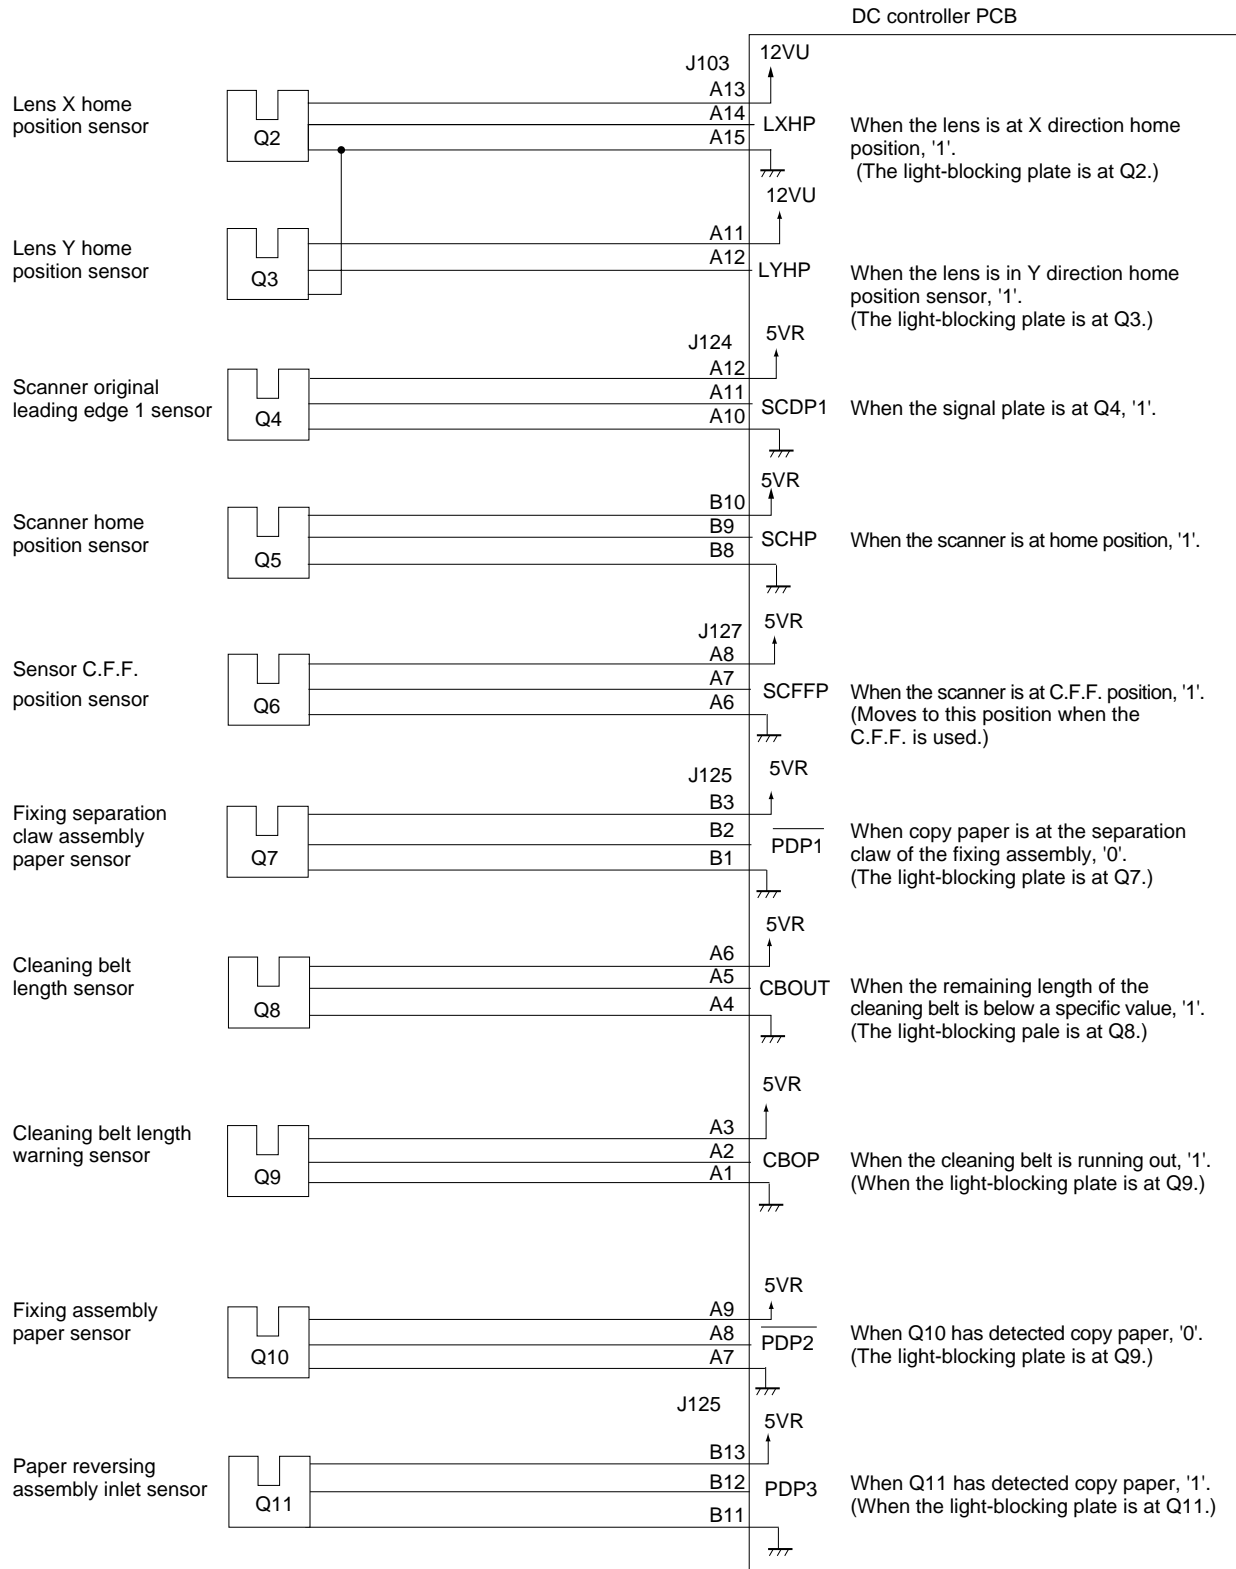 DC controller PCB
J103
12VU
Lens X home
position sensor
Q2
A13
A14
A15
LXHP
When the lens is at X direction home
position, '1'.
(The light-blocking plate is at Q2.)
12VU
Lens Y home
position sensor
Q3
A11
A12
LYHP
When the lens is in Y direction home
position sensor, '1'.
(The light-blocking plate is at Q3.)
J124
5VR
Scanner original
leading edge 1 sensor
Q4
A12
A11
A10
SCDP1
When the signal plate is at Q4, '1'.
5VR
Scanner home
position sensor
Q5
B10
B9
B8
SCHP
When the scanner is at home position, '1'.
J127
5VR
Sensor C.F.F.
position sensor
Q6
A8
A7
A6
SCFFP
When the scanner is at C.F.F. position, '1'.
(Moves to this position when the
C.F.F. is used.)
J125
5VR
Fixing separation
claw assembly
paper sensor
Q7
B3
B2
B1
PDP1
When copy paper is at the separation
claw of the fixing assembly, '0'.
(The light-blocking plate is at Q7.)
5VR
Cleaning belt
length sensor
Q8
A6
A5
A4
CBOUT
When the remaining length of the
cleaning belt is below a specific value, '1'.
(The light-blocking pale is at Q8.)
5VR
Cleaning belt length
warning sensor
Q9
A3
A2
A1
CBOP
When the cleaning belt is running out, '1'.
(When the light-blocking plate is at Q9.)
5VR
Fixing assembly
paper sensor
Q10
A9
A8
A7
PDP2
When Q10 has detected copy paper, '0'.
(The light-blocking plate is at Q9.)
J125
5VR
Paper reversing
assembly inlet sensor
Q11
B13
B12
B11
PDP3
When Q11 has detected copy paper, '1'.
(When the light-blocking plate is at Q11.)